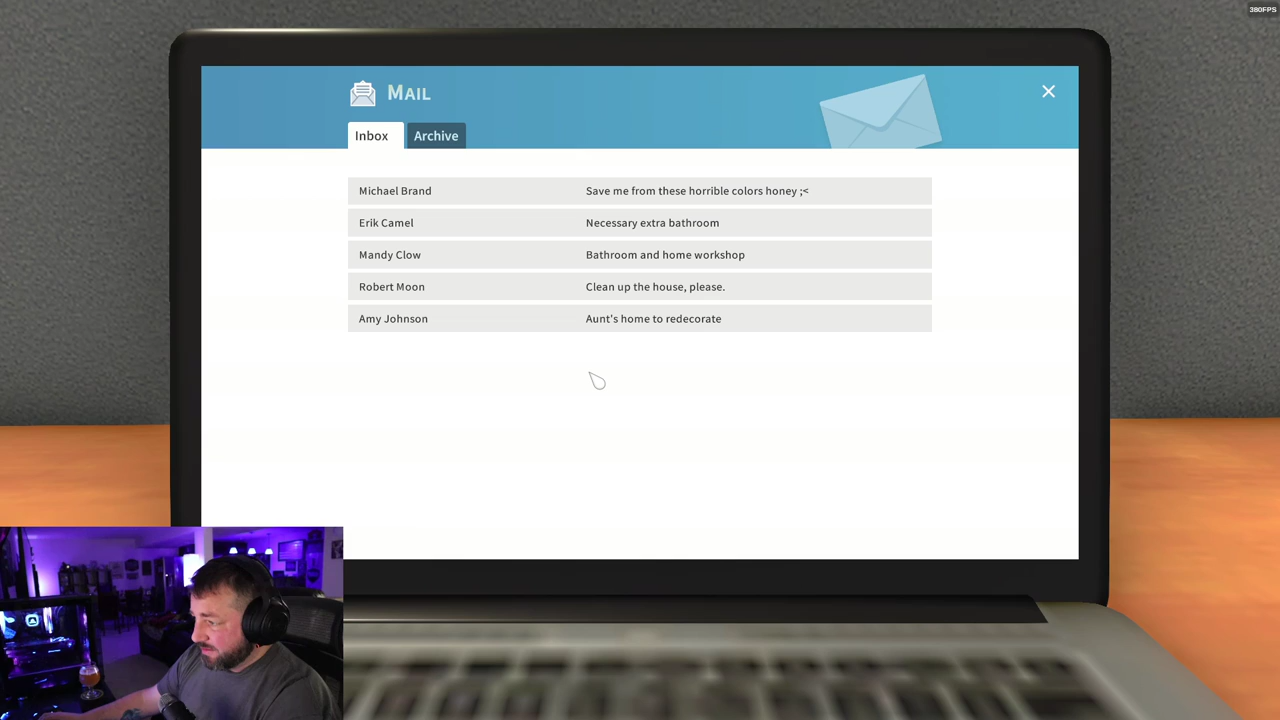 380FPS
MAIL
Inbox
Archive
Michael Brand Save me from these horrible colors honey ;<
Erik Camel Necessary extra bathroom
Mandy Clow Bathroom and home workshop
Robert Moon Clean up the house, please.
Amy Johnson Aunt's home to redecorate